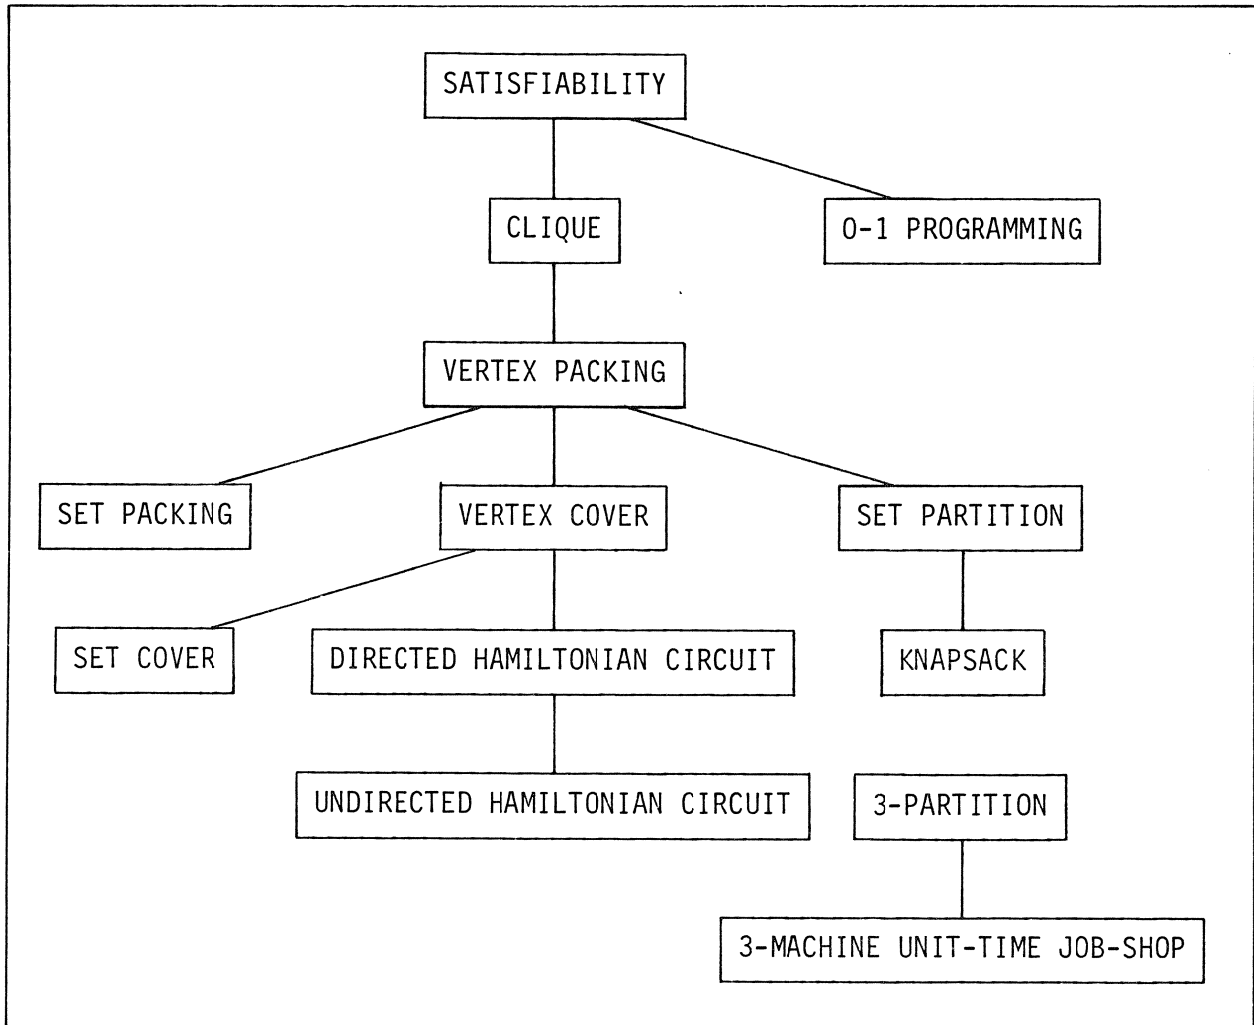 SATISFIABILITY
CLIQUE
0-1 PROGRAMMING
VERTEX PACKING
SET PACKING
VERTEX COVER
SET PARTITION
SET COVER
DIRECTED HAMILTONIAN CIRCUIT
KNAPSACK
UNDIRECTED HAMILTONIAN CIRCUIT
3-PARTITION
3-MACHINE UNIT-TIME JOB-SHOP